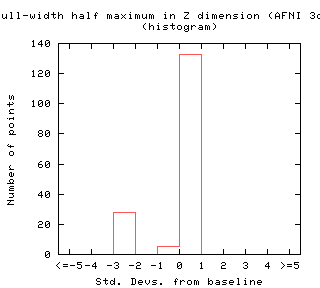 ull-width half maximum in Z dimension (AFNI 3d
(histogram)
140
120
100
80
60
40
20
0
Number of points
<=-5 -4 -3 -2 -1 0 1 2 3 4 >=5
Std. Devs. from baseline